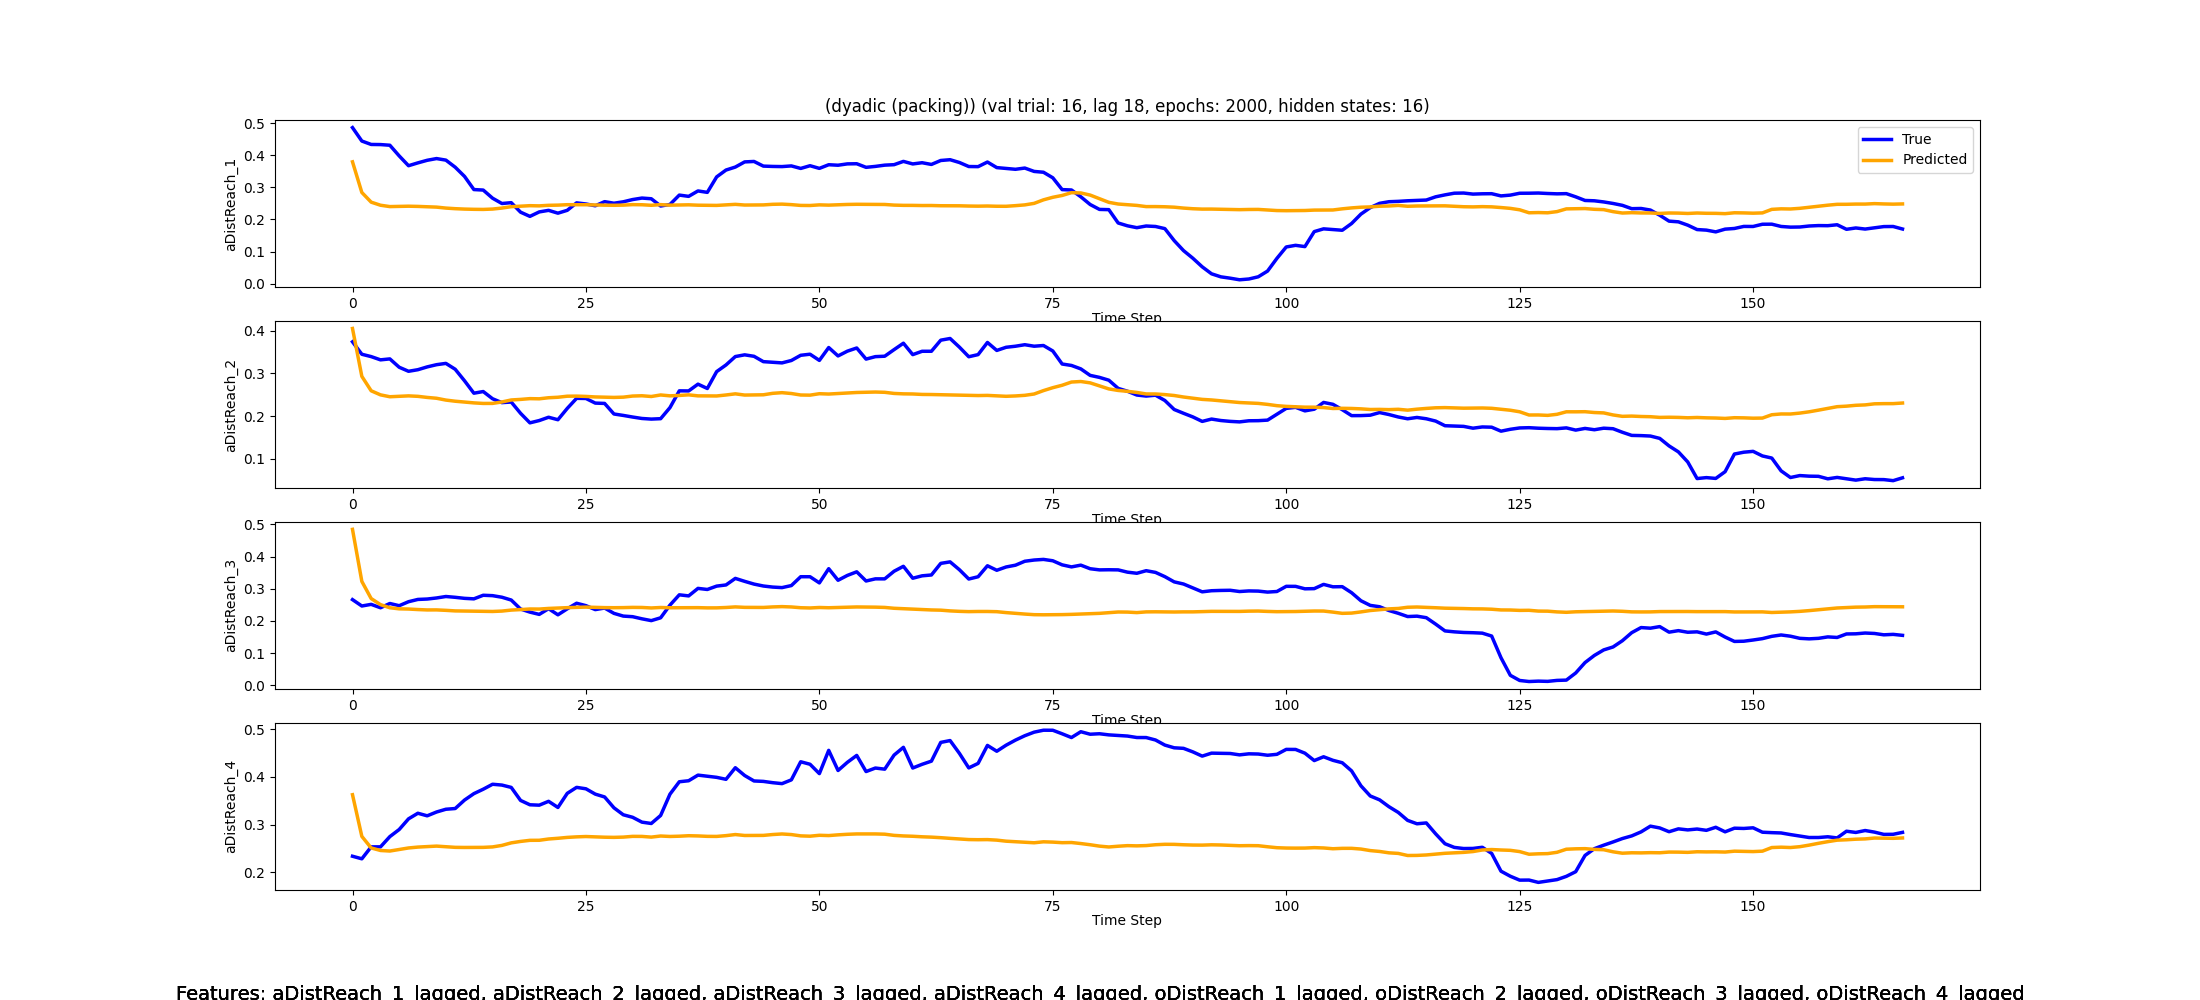 (dyadic (packing)) (val trial: 16, lag 18, epochs: 2000, hidden states: 16)
True
Predicted
aDistReach_1
0.5
0.4
0.3
0.2
0.1
0.0
0 25 50 75 100 125 150
Time Step
aDistReach_2
0.4
0.3
0.2
0.1
0 25 50 75 100 125 150
Time Step
aDistReach_3
0.5
0.4
0.3
0.2
0.1
0.0
0 25 50 75 100 125 150
Time Step
aDistReach_4
0.5
0.4
0.3
0.2
0 25 50 75 100 125 150
Time Step
Features: aDistReach_1_lagged, aDistReach_2_lagged, aDistReach_3_lagged, aDistReach_4_lagged, oDistReach_1_lagged, oDistReach_2_lagged, oDistReach_3_lagged, oDistReach_4_lagged